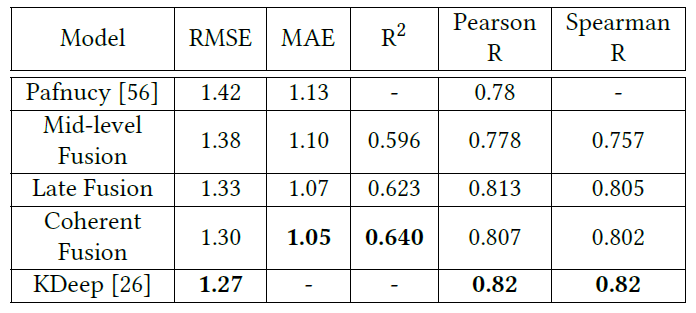 Model RMSE MAE R² Pearson R Spearman R
Pafnucy [56] 1.42 1.13 - 0.78 -
Mid-level Fusion 1.38 1.10 0.596 0.778 0.757
Late Fusion 1.33 1.07 0.623 0.813 0.805
Coherent Fusion 1.30 1.05 0.640 0.807 0.802
KDeep [26] 1.27 - - 0.82 0.82